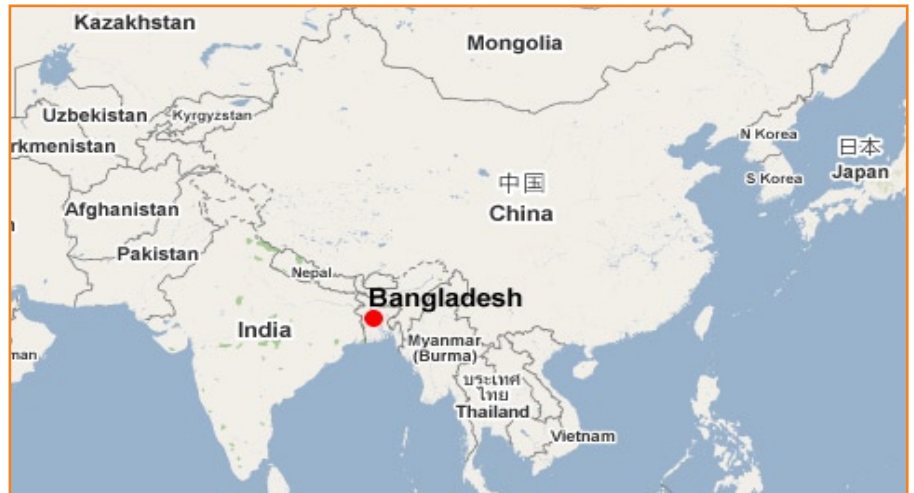 Kazakhstan
Mongolia
Uzbekistan
Kyrgyzstan
rkmenistan
N Korea
日本
Japan
S Korea
中国
China
Afghanistan
Pakistan
Nepal
Bangladesh
India
Myanmar
(Burma)
man
ประเทศ
ไทย
Thailand
Vietnam